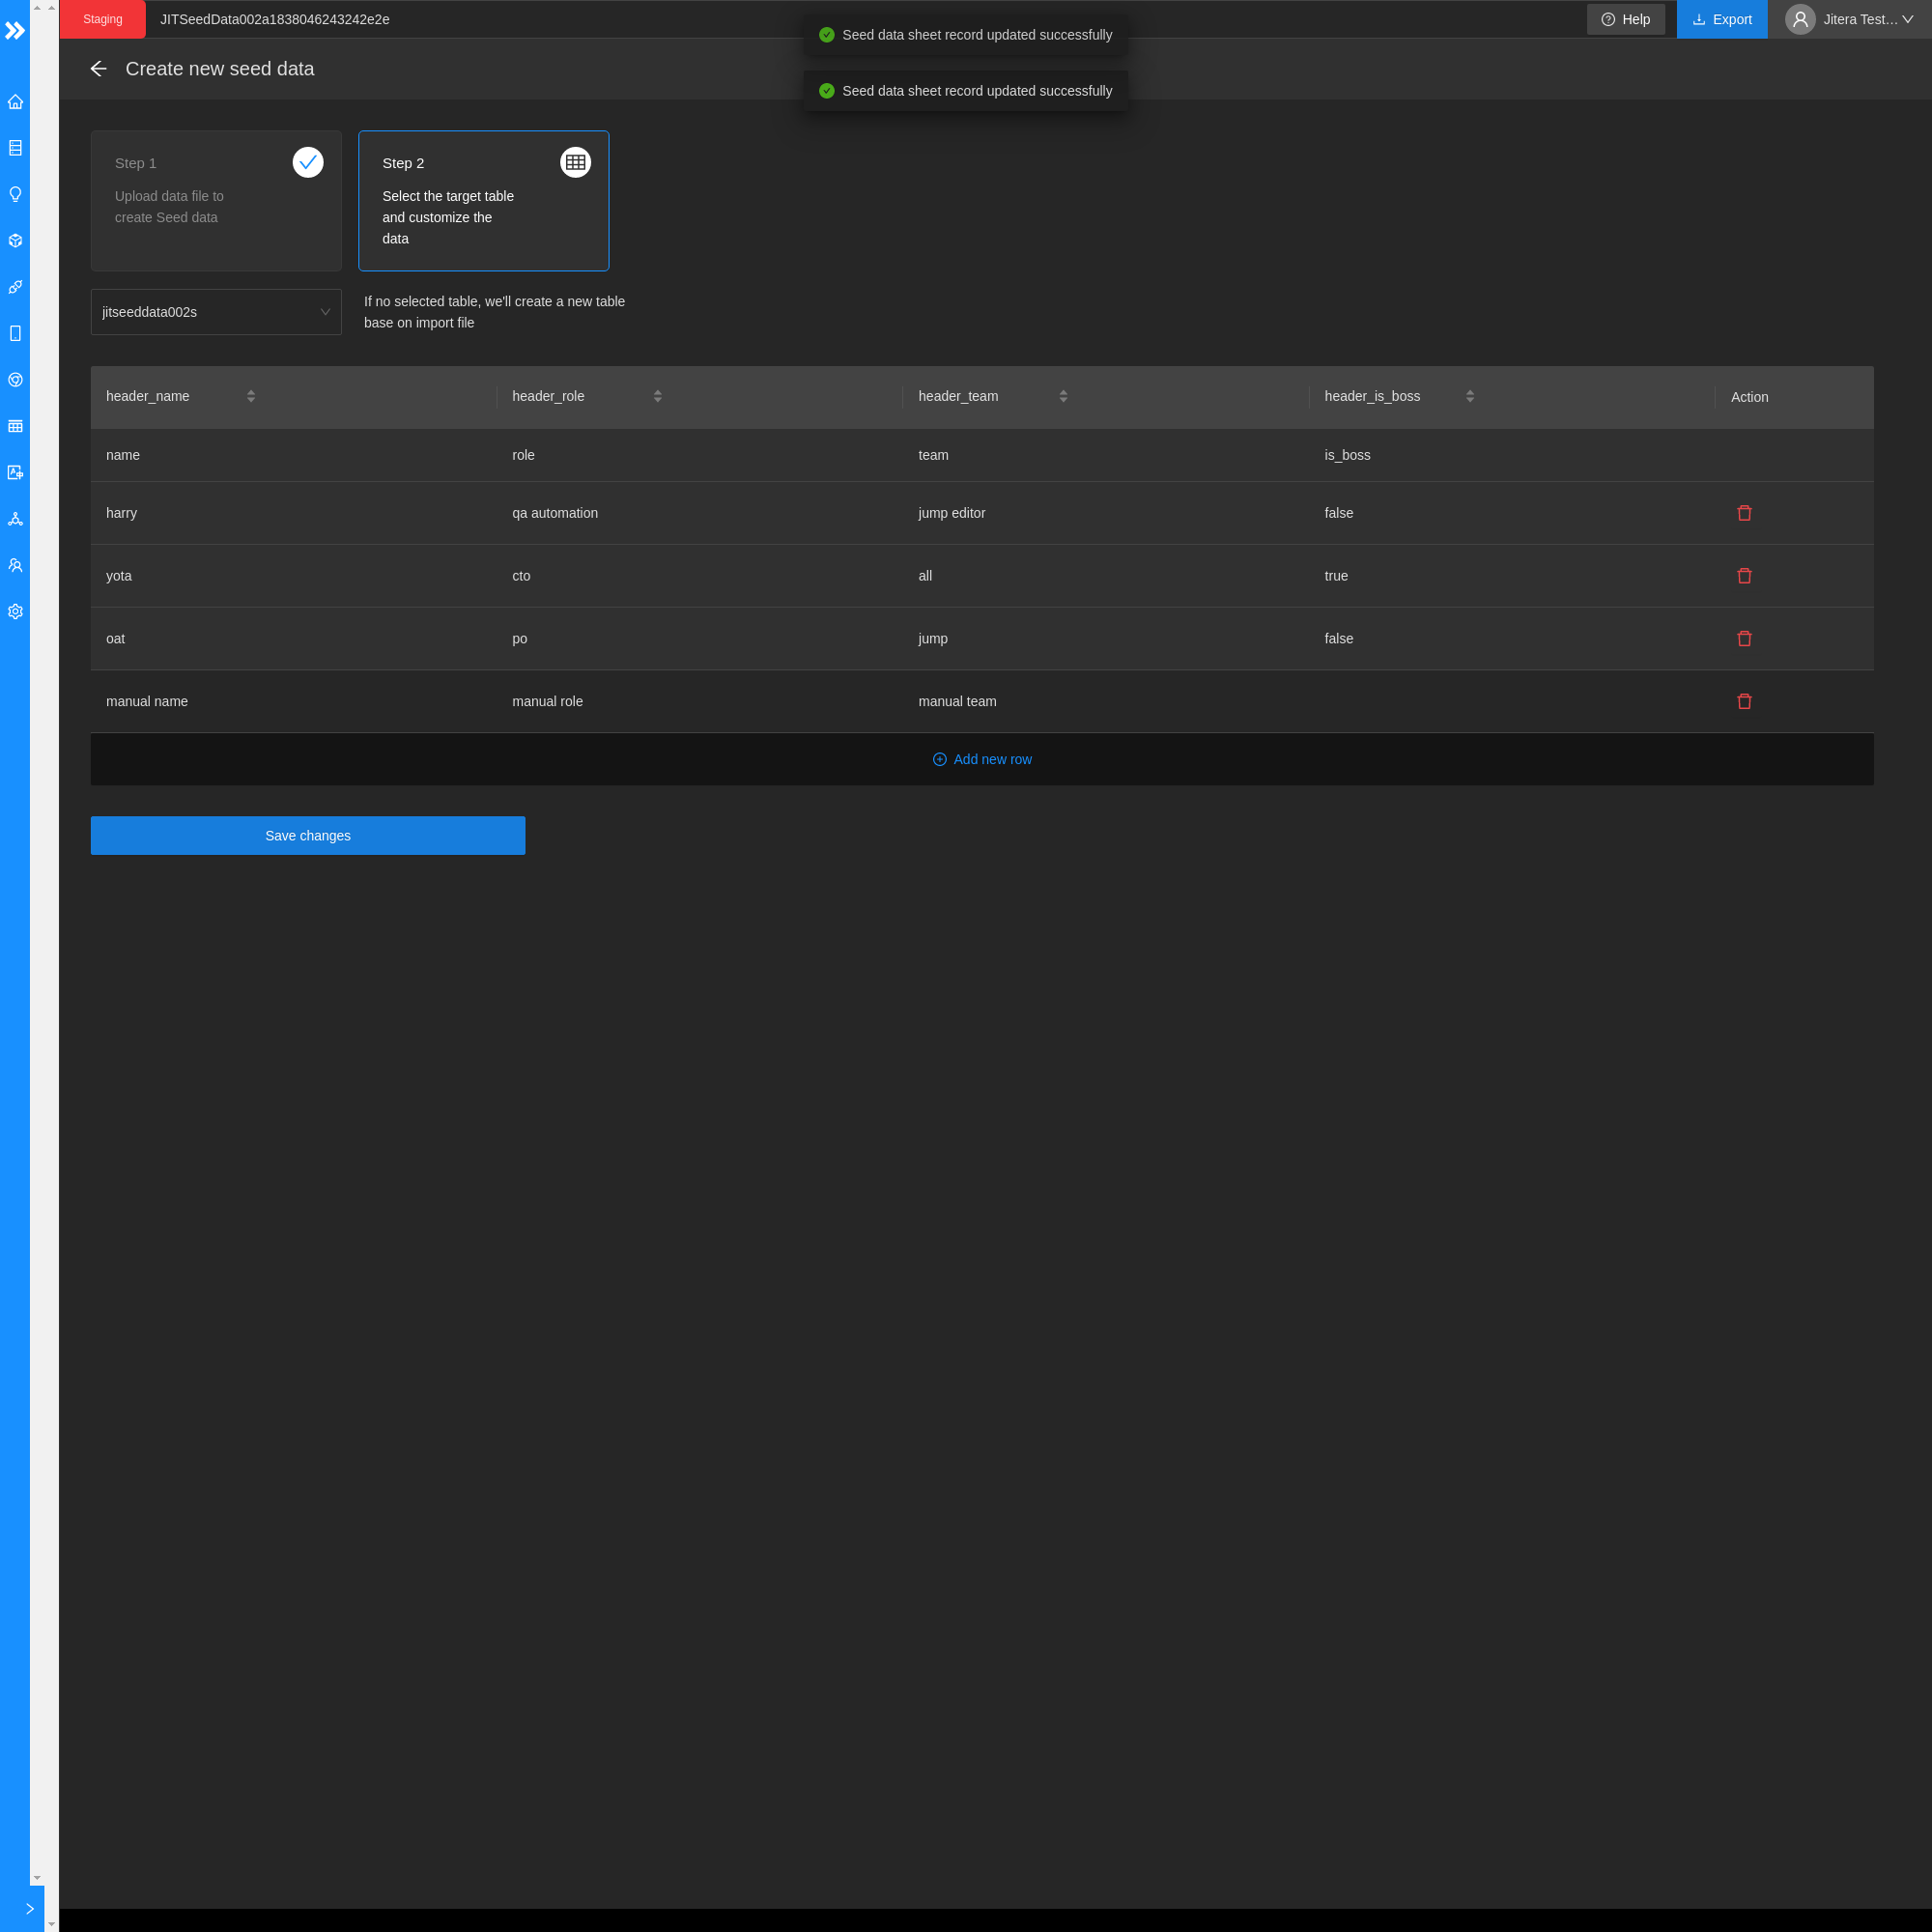 Staging
JITSeedData002a1838046243242e2e
Seed data sheet record updated successfully
Help
Export
Jitera Test…
Create new seed data
Seed data sheet record updated successfully
Step 1
Upload data file to
create Seed data
Step 2
Select the target table
and customize the
data
jitseeddata002s
If no selected table, we'll create a new table
base on import file
header_name header_role header_team header_is_boss Action
name role team is_boss
harry qa automation jump editor false
yota cto all true
oat po jump false
manual name manual role manual team
Add new row
Save changes